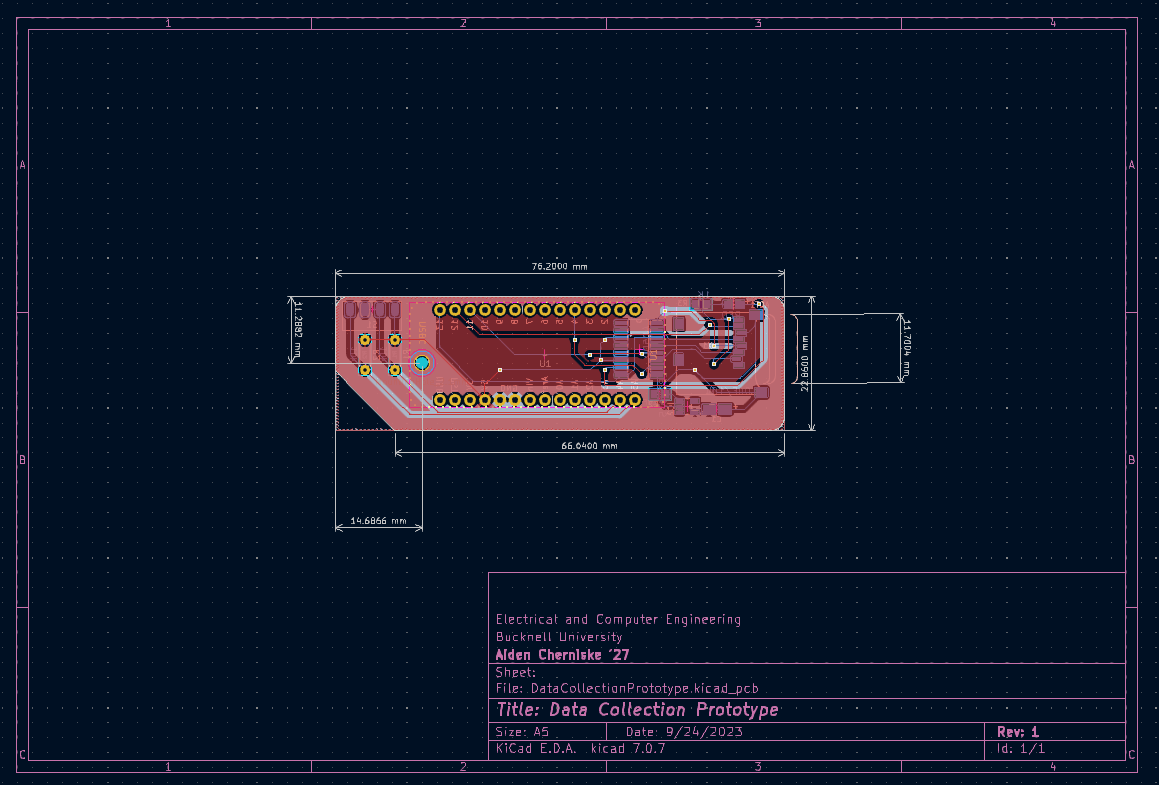 1 2 3 4
A A
76.2000 mm
11.2882 mm
11.7004 mm
22.8600 mm
U1
66.0400 mm
B B
14.6866 mm
Electrical and Computer Engineering
Bucknell University
Aiden Cherniske '27
Sheet:
File: DataCollectionPrototype.kicad_pcb
Title: Data Collection Prototype
Size: A5 Date: 9/24/2023 Rev: 1
KiCad E.D.A. kicad 7.0.7 Id: 1/1
C C
1 2 3 4